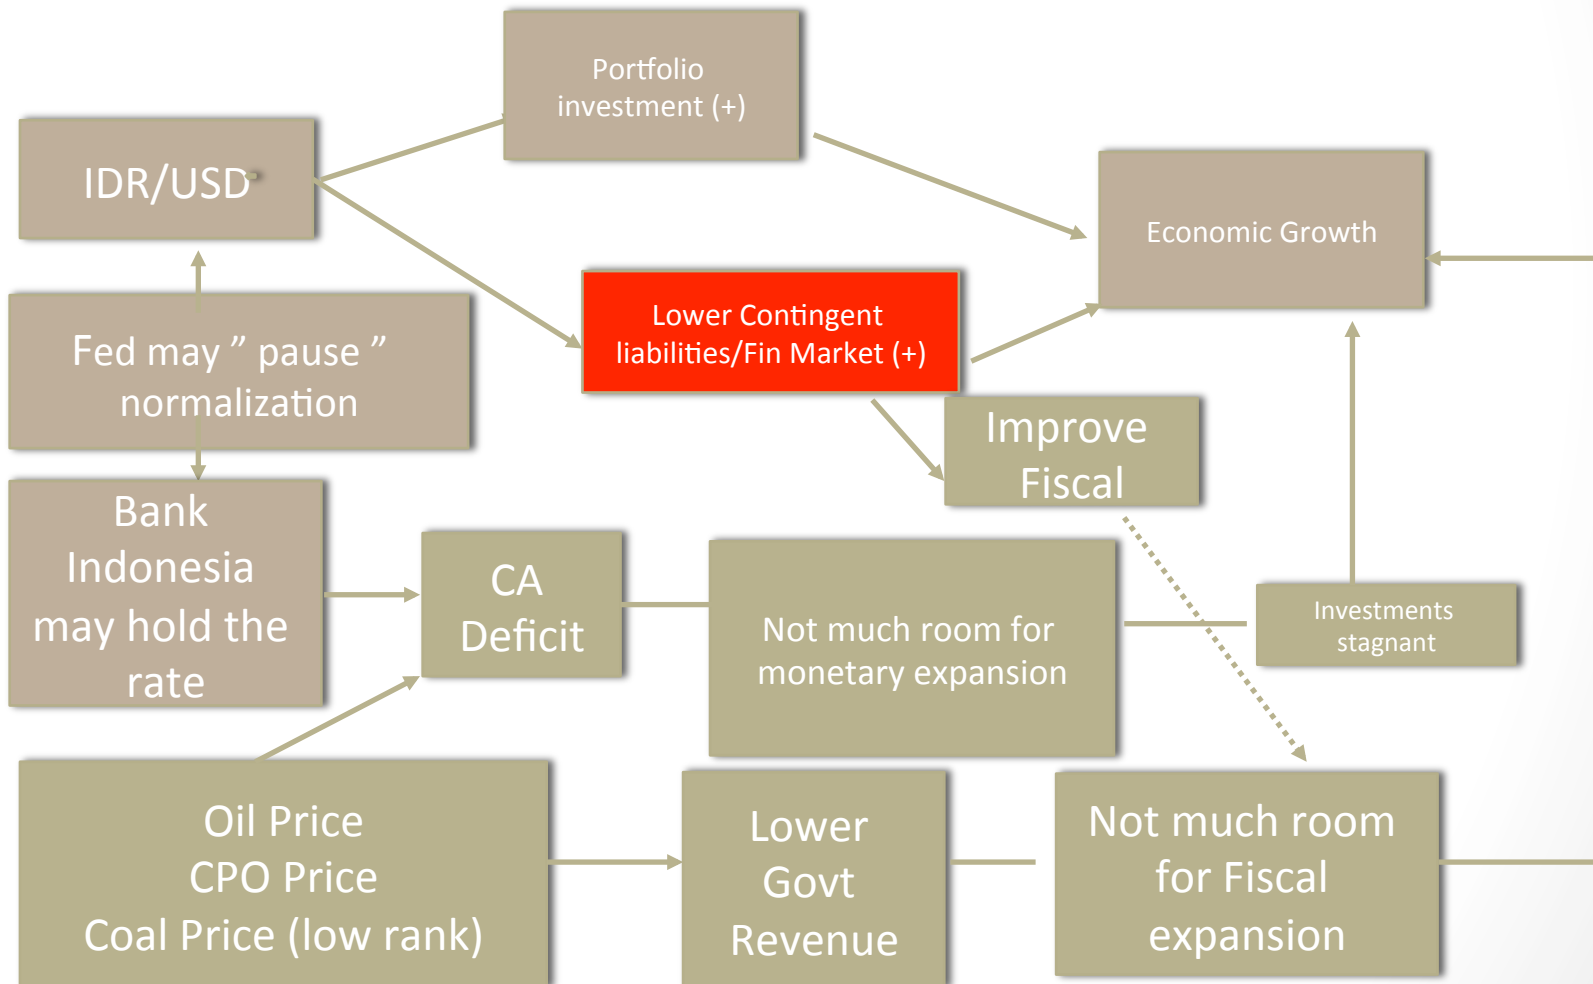 Portfolio
investment (+)
IDR/USD
Economic Growth
Lower Contingent
liabilities/Fin Market (+)
Fed may ” pause ”
normalization
Improve
Fiscal
Bank
Indonesia
may hold the
rate
CA
Deficit
Not much room for
monetary expansion
Investments
stagnant
Oil Price
CPO Price
Coal Price (low rank)
Lower
Govt
Revenue
Not much room
for Fiscal
expansion